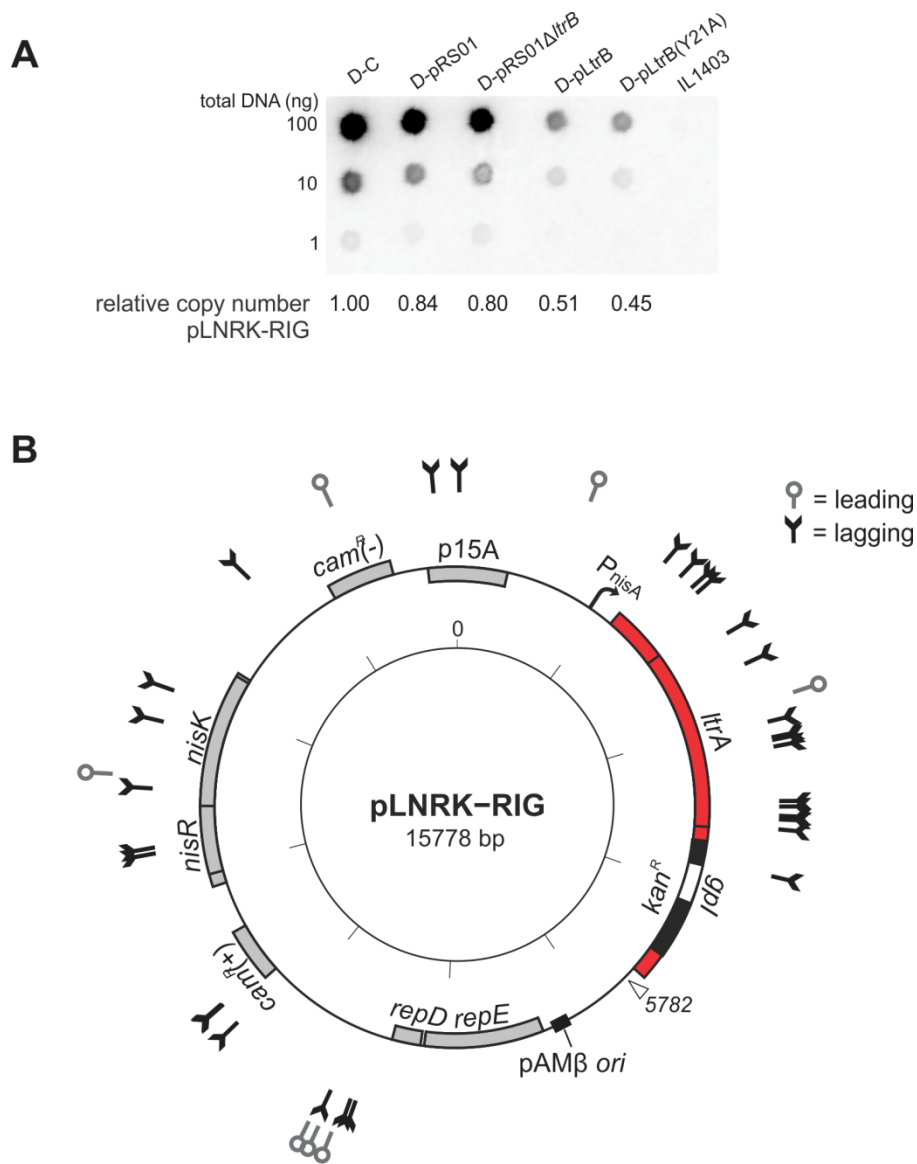 A
D-C
D-pRS01
D-pRS01ΔltrB
D-pLtrB
D-pLtrB(Y21A)
IL1403
total DNA (ng)
100
10
1
relative copy number 1.00 0.84 0.80 0.51 0.45
pLNRK-RIG
B
= leading
= lagging
camR(-)
p15A
PnisA
0
ltrA
nisK
pLNRK–RIG
15778 bp
nisR
kanR
gpI
camR(+)
5782
repD repE
pAMβ ori